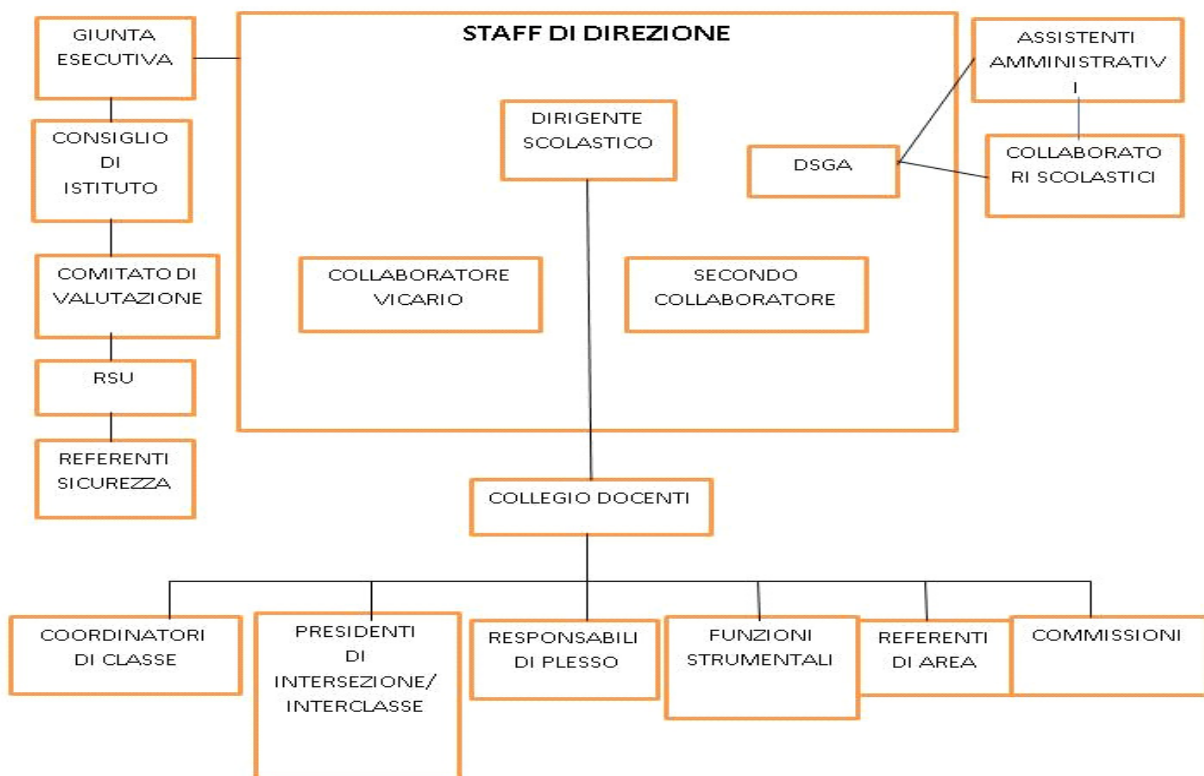 STAFF DI DIREZIONE
GIUNTA
ESECUTIVA
CONSIGLIO
DI
ISTITUTO
COMITATO DI
VALUTAZIONE
RSU
REFERENTI
SICUREZZA
DIRIGENTE
SCOLASTICO
DSGA
COLLABORATORE
VICARIO
SECONDO
COLLABORATORE
ASSISTENTI
AMMINISTRATIV
I
COLLABORATO
RI SCOLASTICI
COLLEGIO DOCENTI
COORDINATORI
DI CLASSE
PRESIDENTI
DI
INTERSEZIONE/
INTERCLASSE
RESPONSABILI
DI PLESSO
FUNZIONI
STRUMENTALI
REFERENTI
DI AREA
COMMISSIONI